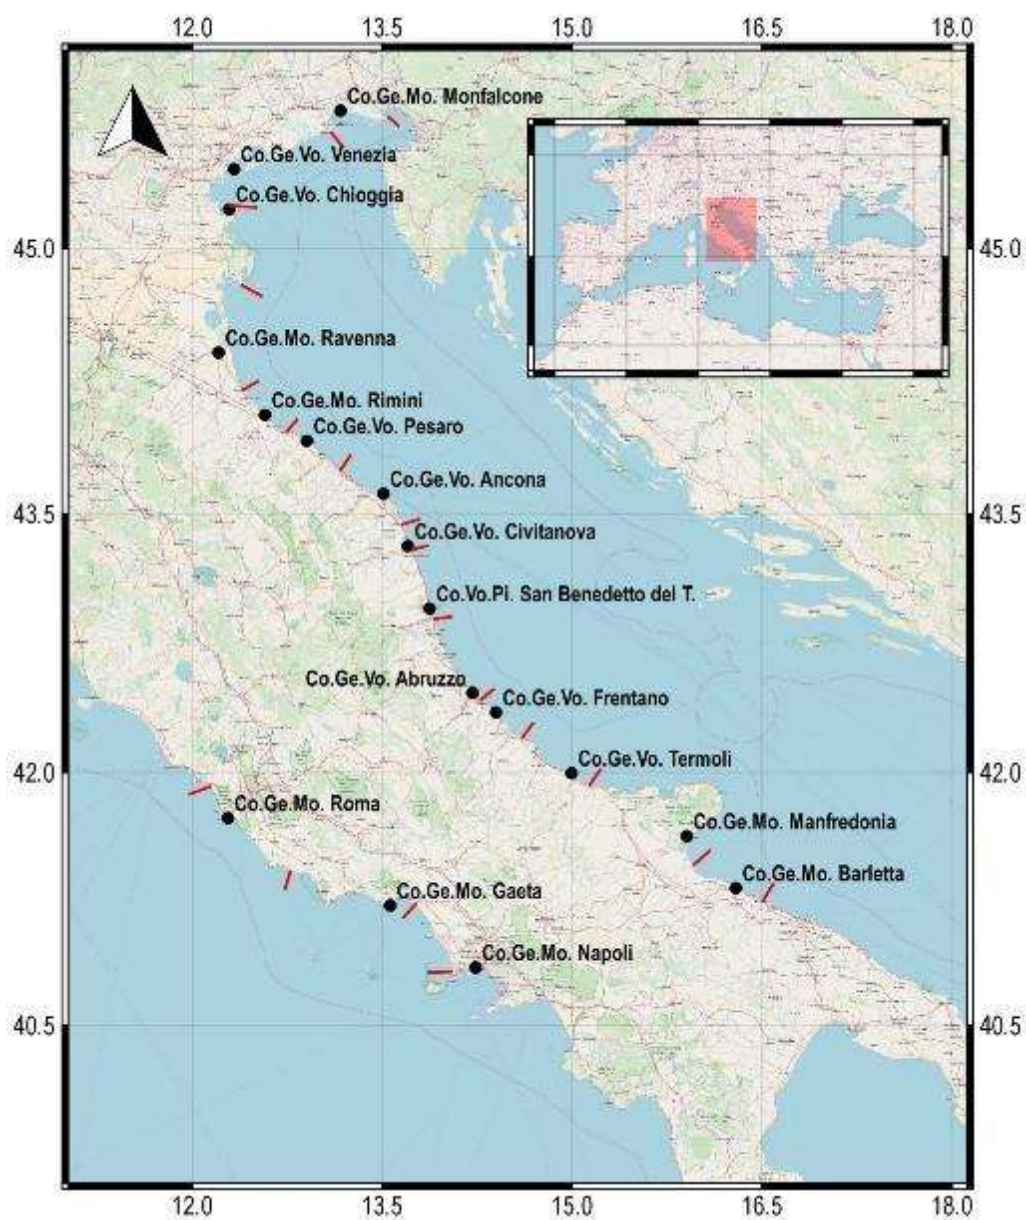 12.0 13.5 15.0 16.5 18.0
Co.Ge.Mo. Monfalcone
Co.Ge.Vo. Venezia
Co.Ge.Vo. Chioggia
45.0 45.0
Co.Ge.Mo. Ravenna
Co.Ge.Mo. Rimini
Co.Ge.Vo. Pesaro
Co.Ge.Vo. Ancona
43.5 43.5
Co.Ge.Vo. Civitanova
Co.Vo.Pi. San Benedetto del T.
Co.Ge.Vo. Abruzzo
Co.Ge.Vo. Frentano
Co.Ge.Vo. Termoli
42.0 42.0
Co.Ge.Mo. Roma
Co.Ge.Mo. Manfredonia
Co.Ge.Mo. Barletta
Co.Ge.Mo. Gaeta
Co.Ge.Mo. Napoli
40.5 40.5
12.0 13.5 15.0 16.5 18.0